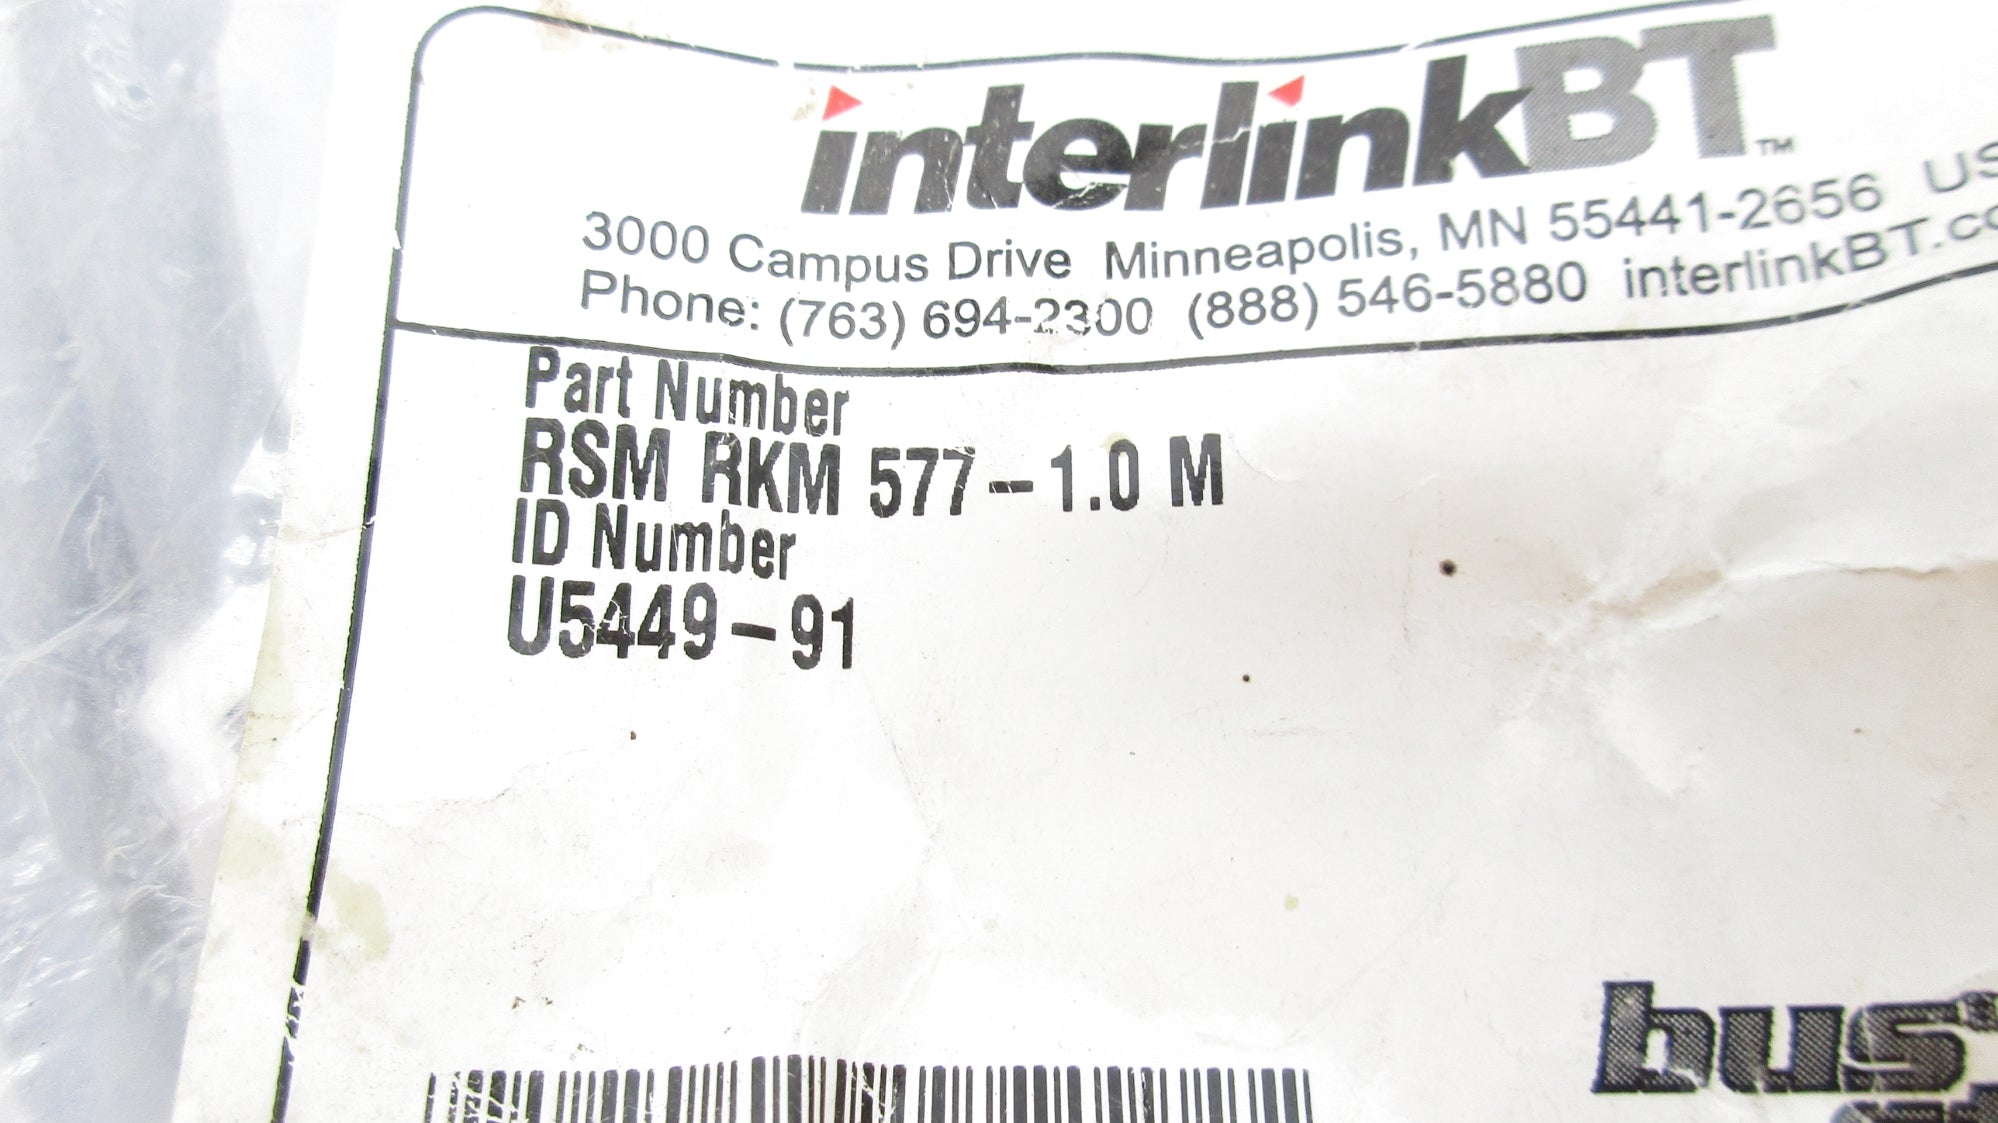 interlinkBT™
3000 Campus Drive Minneapolis, MN 55441-2656
Phone: (763) 694-2300 (888) 546-5880
Part Number
RSM RKM 577-1.0 M
ID Number
U5449-91